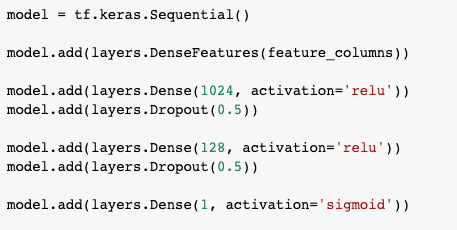 model = tf.keras.Sequential()
model.add(layers.DenseFeatures(feature_columns))
model.add(layers.Dense(1024, activation='relu'))
model.add(layers.Dropout(0.5))
model.add(layers.Dense(128, activation='relu'))
model.add(layers.Dropout(0.5))
model.add(layers.Dense(1, activation='sigmoid'))